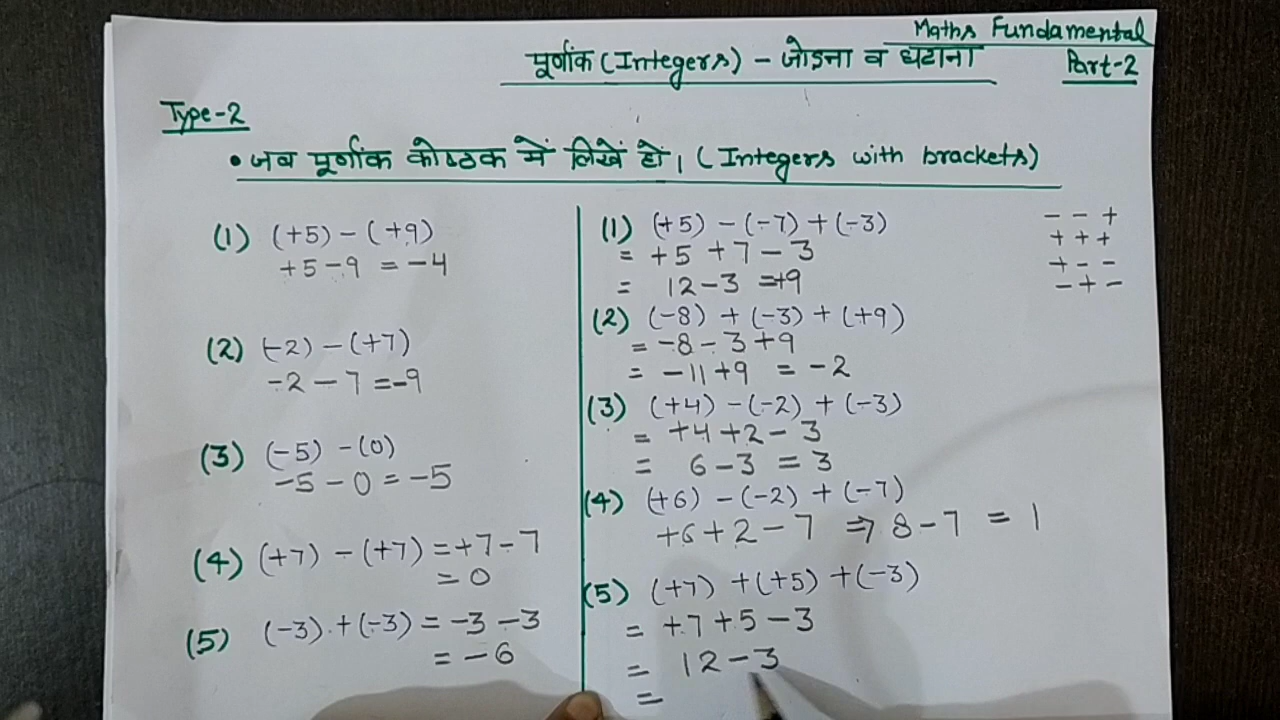 Maths Fundamental
पूर्णांक (Integers) - जोड़ना व घटाना
Part-2
Type-2
• जब पूर्णांक कोष्ठक में लिखें हों। (Integers with brackets)
(1) (+5) - (+9)
+5 - 9 = -4
(2) (-2) - (+7)
-2 - 7 = -9
(3) (-5) - (0)
-5 - 0 = -5
(4) (+7) - (+7) = +7 - 7
= 0
(5) (-3) + (-3) = -3 - 3
= -6
(1) (+5) - (-7) + (-3)
= +5 + 7 - 3
= 12 - 3 = +9
(2) (-8) + (-3) + (+9)
= -8 - 3 + 9
= -11 + 9 = -2
(3) (+4) - (-2) + (-3)
= +4 + 2 - 3
= 6 - 3 = 3
(4) (+6) - (-2) + (-7)
+6 + 2 - 7 ⇒ 8 - 7 = 1
(5) (+7) + (+5) + (-3)
= +7 + 5 - 3
= 12 - 3
=
- - +
+ + +
+ - -
- + -